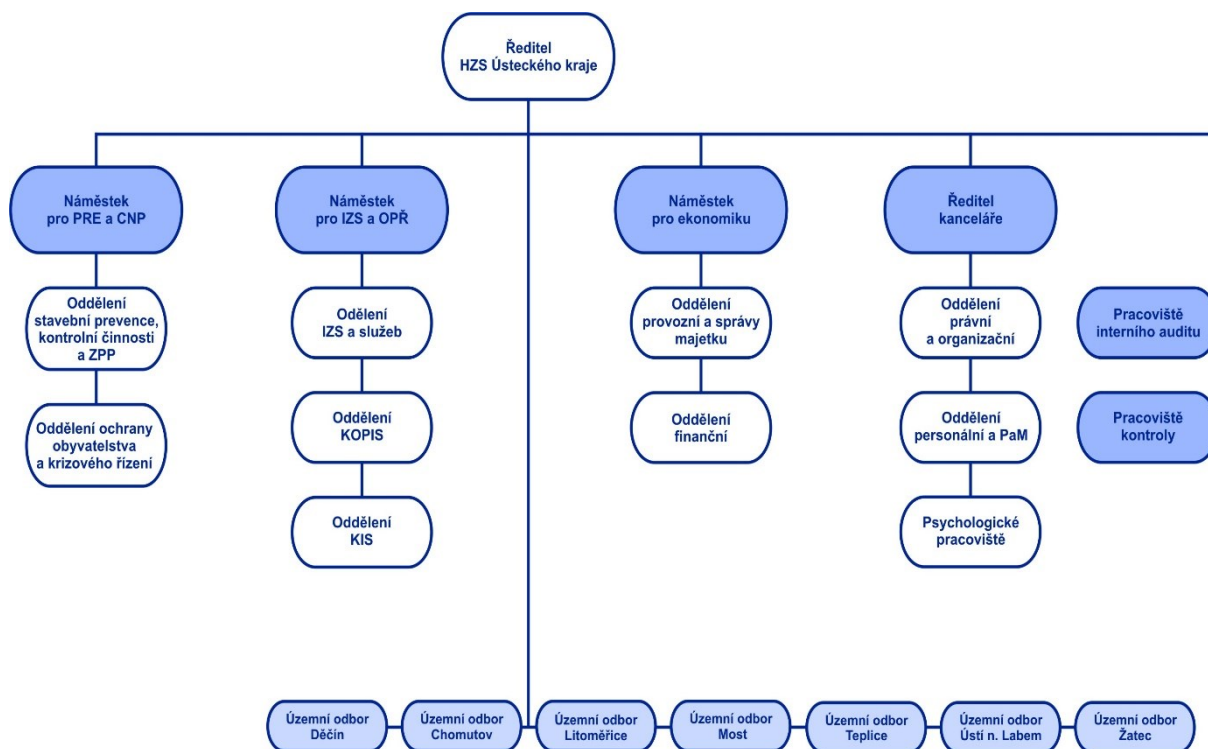 Ředitel
HZS Ústeckého kraje
Náměstek
pro PRE a CNP
Náměstek
pro IZS a OPŘ
Náměstek
pro ekonomiku
Ředitel
kanceláře
Oddělení
stavební prevence,
kontrolní činnosti
a ZPP
Odělení
IZS a služeb
Oddělení
provozní a správy
majetku
Oddělení
právní
a organizační
Pracoviště
interního auditu
Oddělení ochrany
obyvatelstva
a krizového řízení
Oddělení
KOPIS
Oddělení
finanční
Oddělení
personální a PaM
Pracoviště
kontroly
Oddělení
KIS
Psychologické
pracoviště
Územní odbor
Děčín
Územní odbor
Chomutov
Územní odbor
Litoměřice
Územní odbor
Most
Územní odbor
Teplice
Územní odbor
Ústí n. Labem
Územní odbor
Žatec